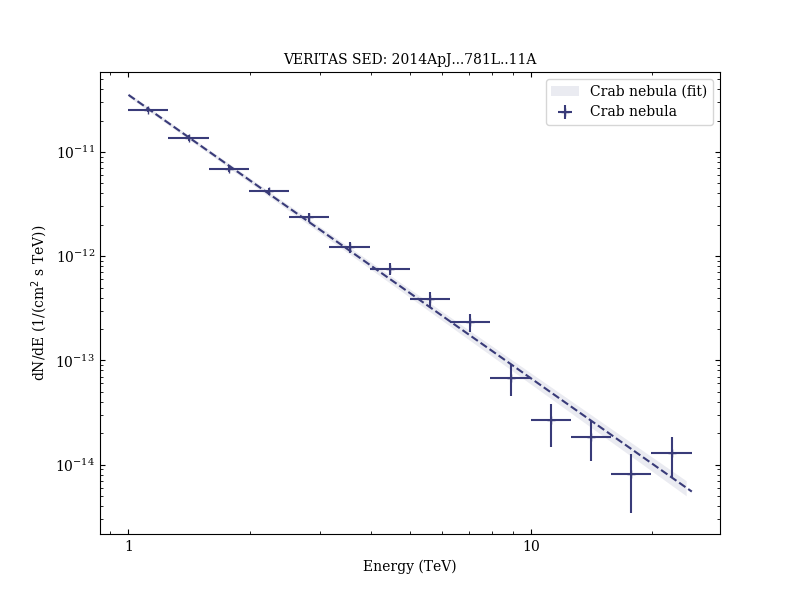 VERITAS SED: 2014ApJ...781L..11A
Crab nebula (fit)
Crab nebula
dN/dE (1/(cm² s TeV))
10⁻¹¹
10⁻¹²
10⁻¹³
10⁻¹⁴
1
10
Energy (TeV)